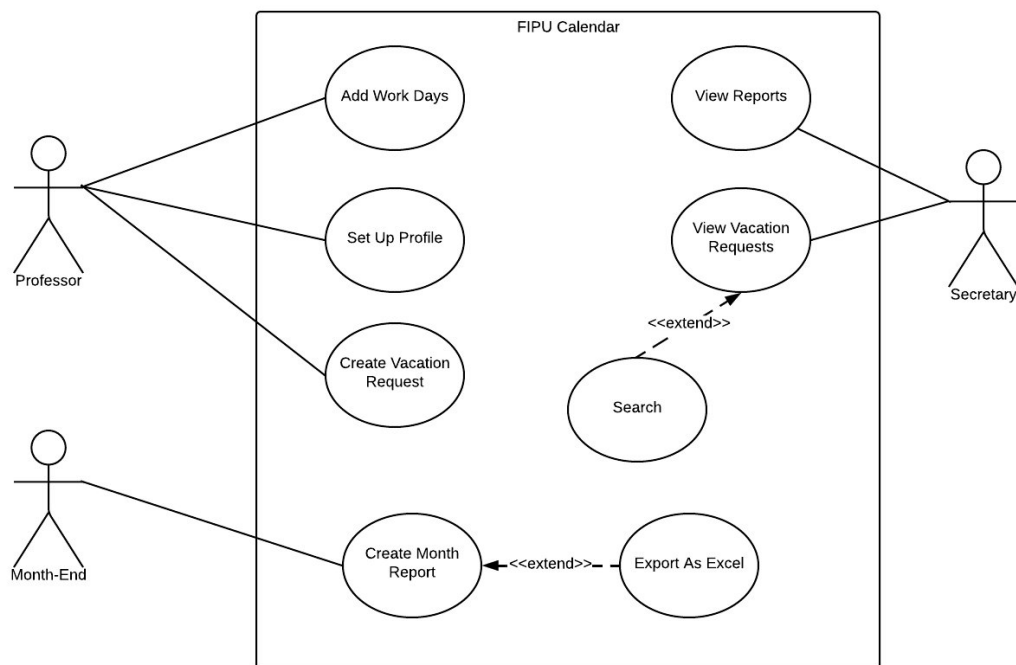 FIPU Calendar
Add Work Days
View Reports
Set Up Profile
View Vacation
Requests
Professor
Secretary
<<extend>>
Create Vacation
Request
Search
Month-End
Create Month
Report
<<extend>>
Export As Excel